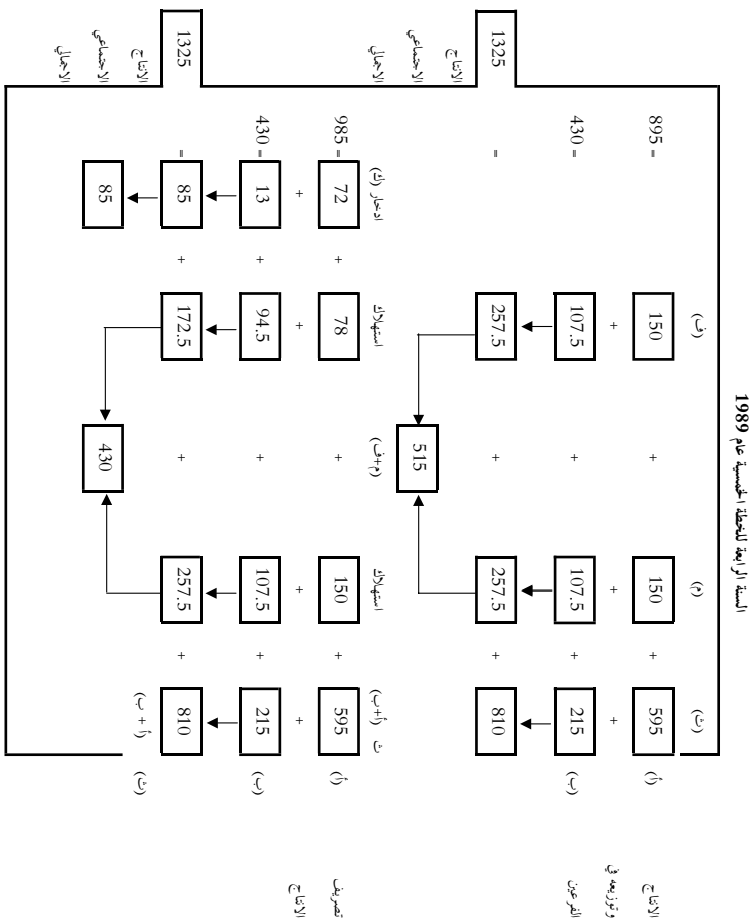 السنة الرابعة للخطة الخمسية عام 1989
(ث) (م) (ف)
الانتاج (أ) 595 + 150 + 150 = 895
وتوزيعه في + + +
الفرعين (ب) 215 + 107.5 + 107.5 = 430
810 + 257.5 + 257.5 = 1325
الانتاج
515 الاجتماعي
الاجمالي
ث (أ+ب) استهلاك (م+ف) استهلاك ادخار (ك)
تصريف (أ) 595 + 150 + 78 + 72 = 985
الانتاج + + + +
(ب) 215 + 107.5 + 94.5 + 13 = 430
810 + 257.5 + 172.5 + 85 = 1325
(ث) (أ + ب) الانتاج
430 85 الاجتماعي
الاجمالي